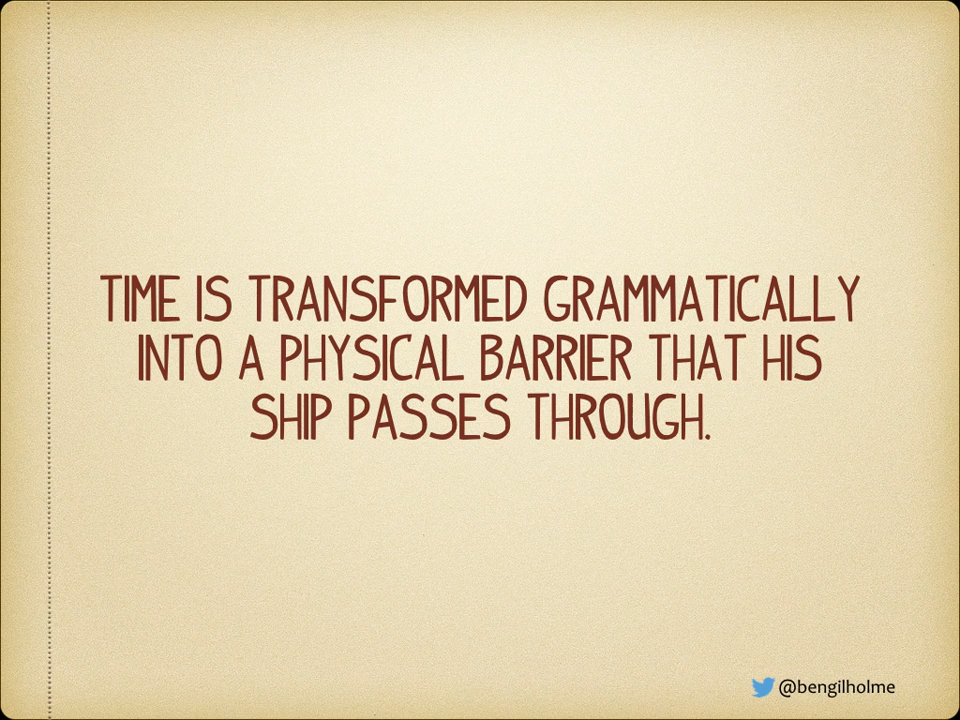 TIME IS TRANSFORMED GRAMMATICALLY
INTO A PHYSICAL BARRIER THAT HIS
SHIP PASSES THROUGH.
@bengilholme